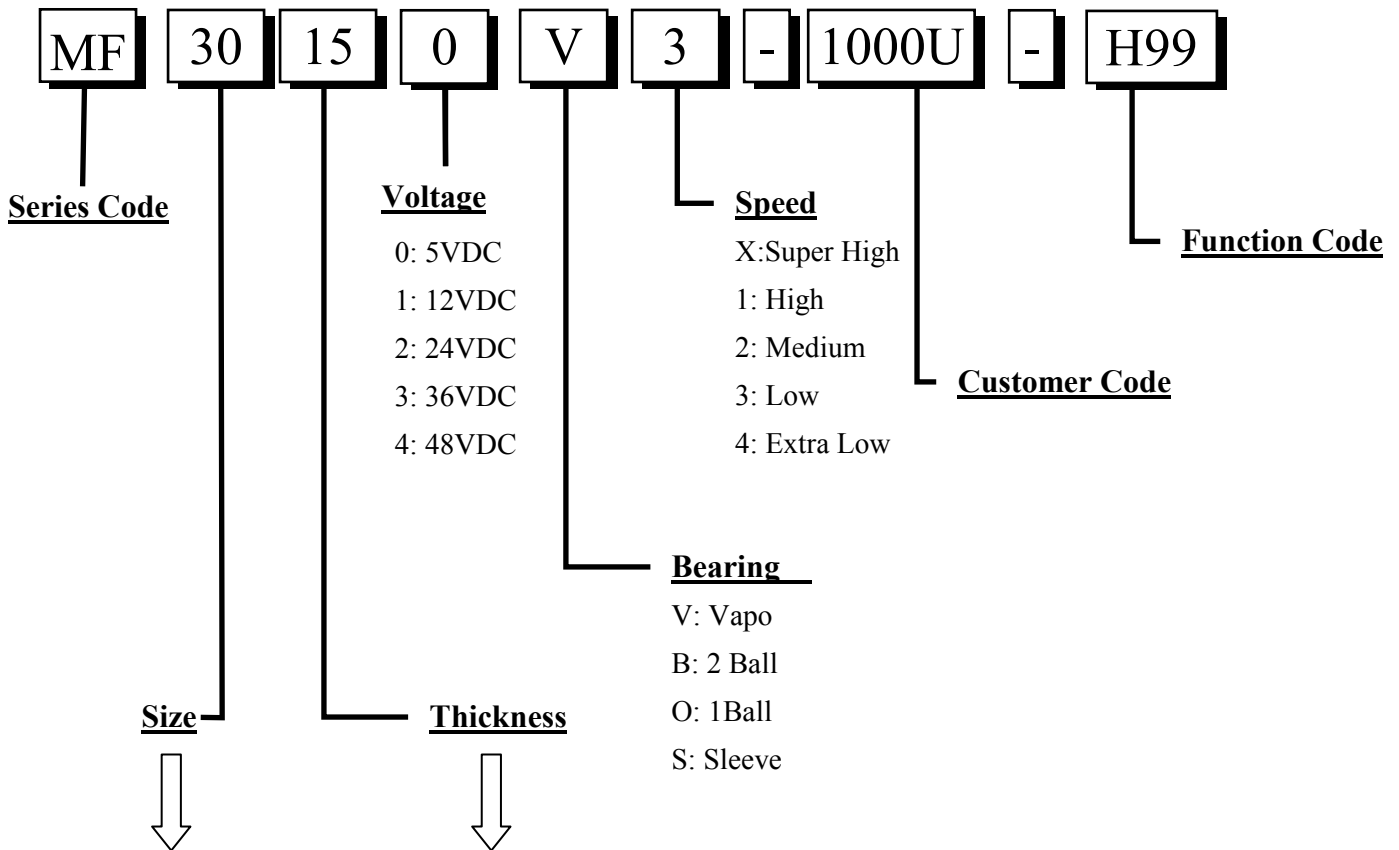 MF 30 15 0 V 3 - 1000U - H99
Series Code
Voltage
0: 5VDC
1: 12VDC
2: 24VDC
3: 36VDC
4: 48VDC
Speed
X:Super High
1: High
2: Medium
3: Low
4: Extra Low
Function Code
Customer Code
Bearing
V: Vapo
B: 2 Ball
O: 1Ball
S: Sleeve
Size
Thickness